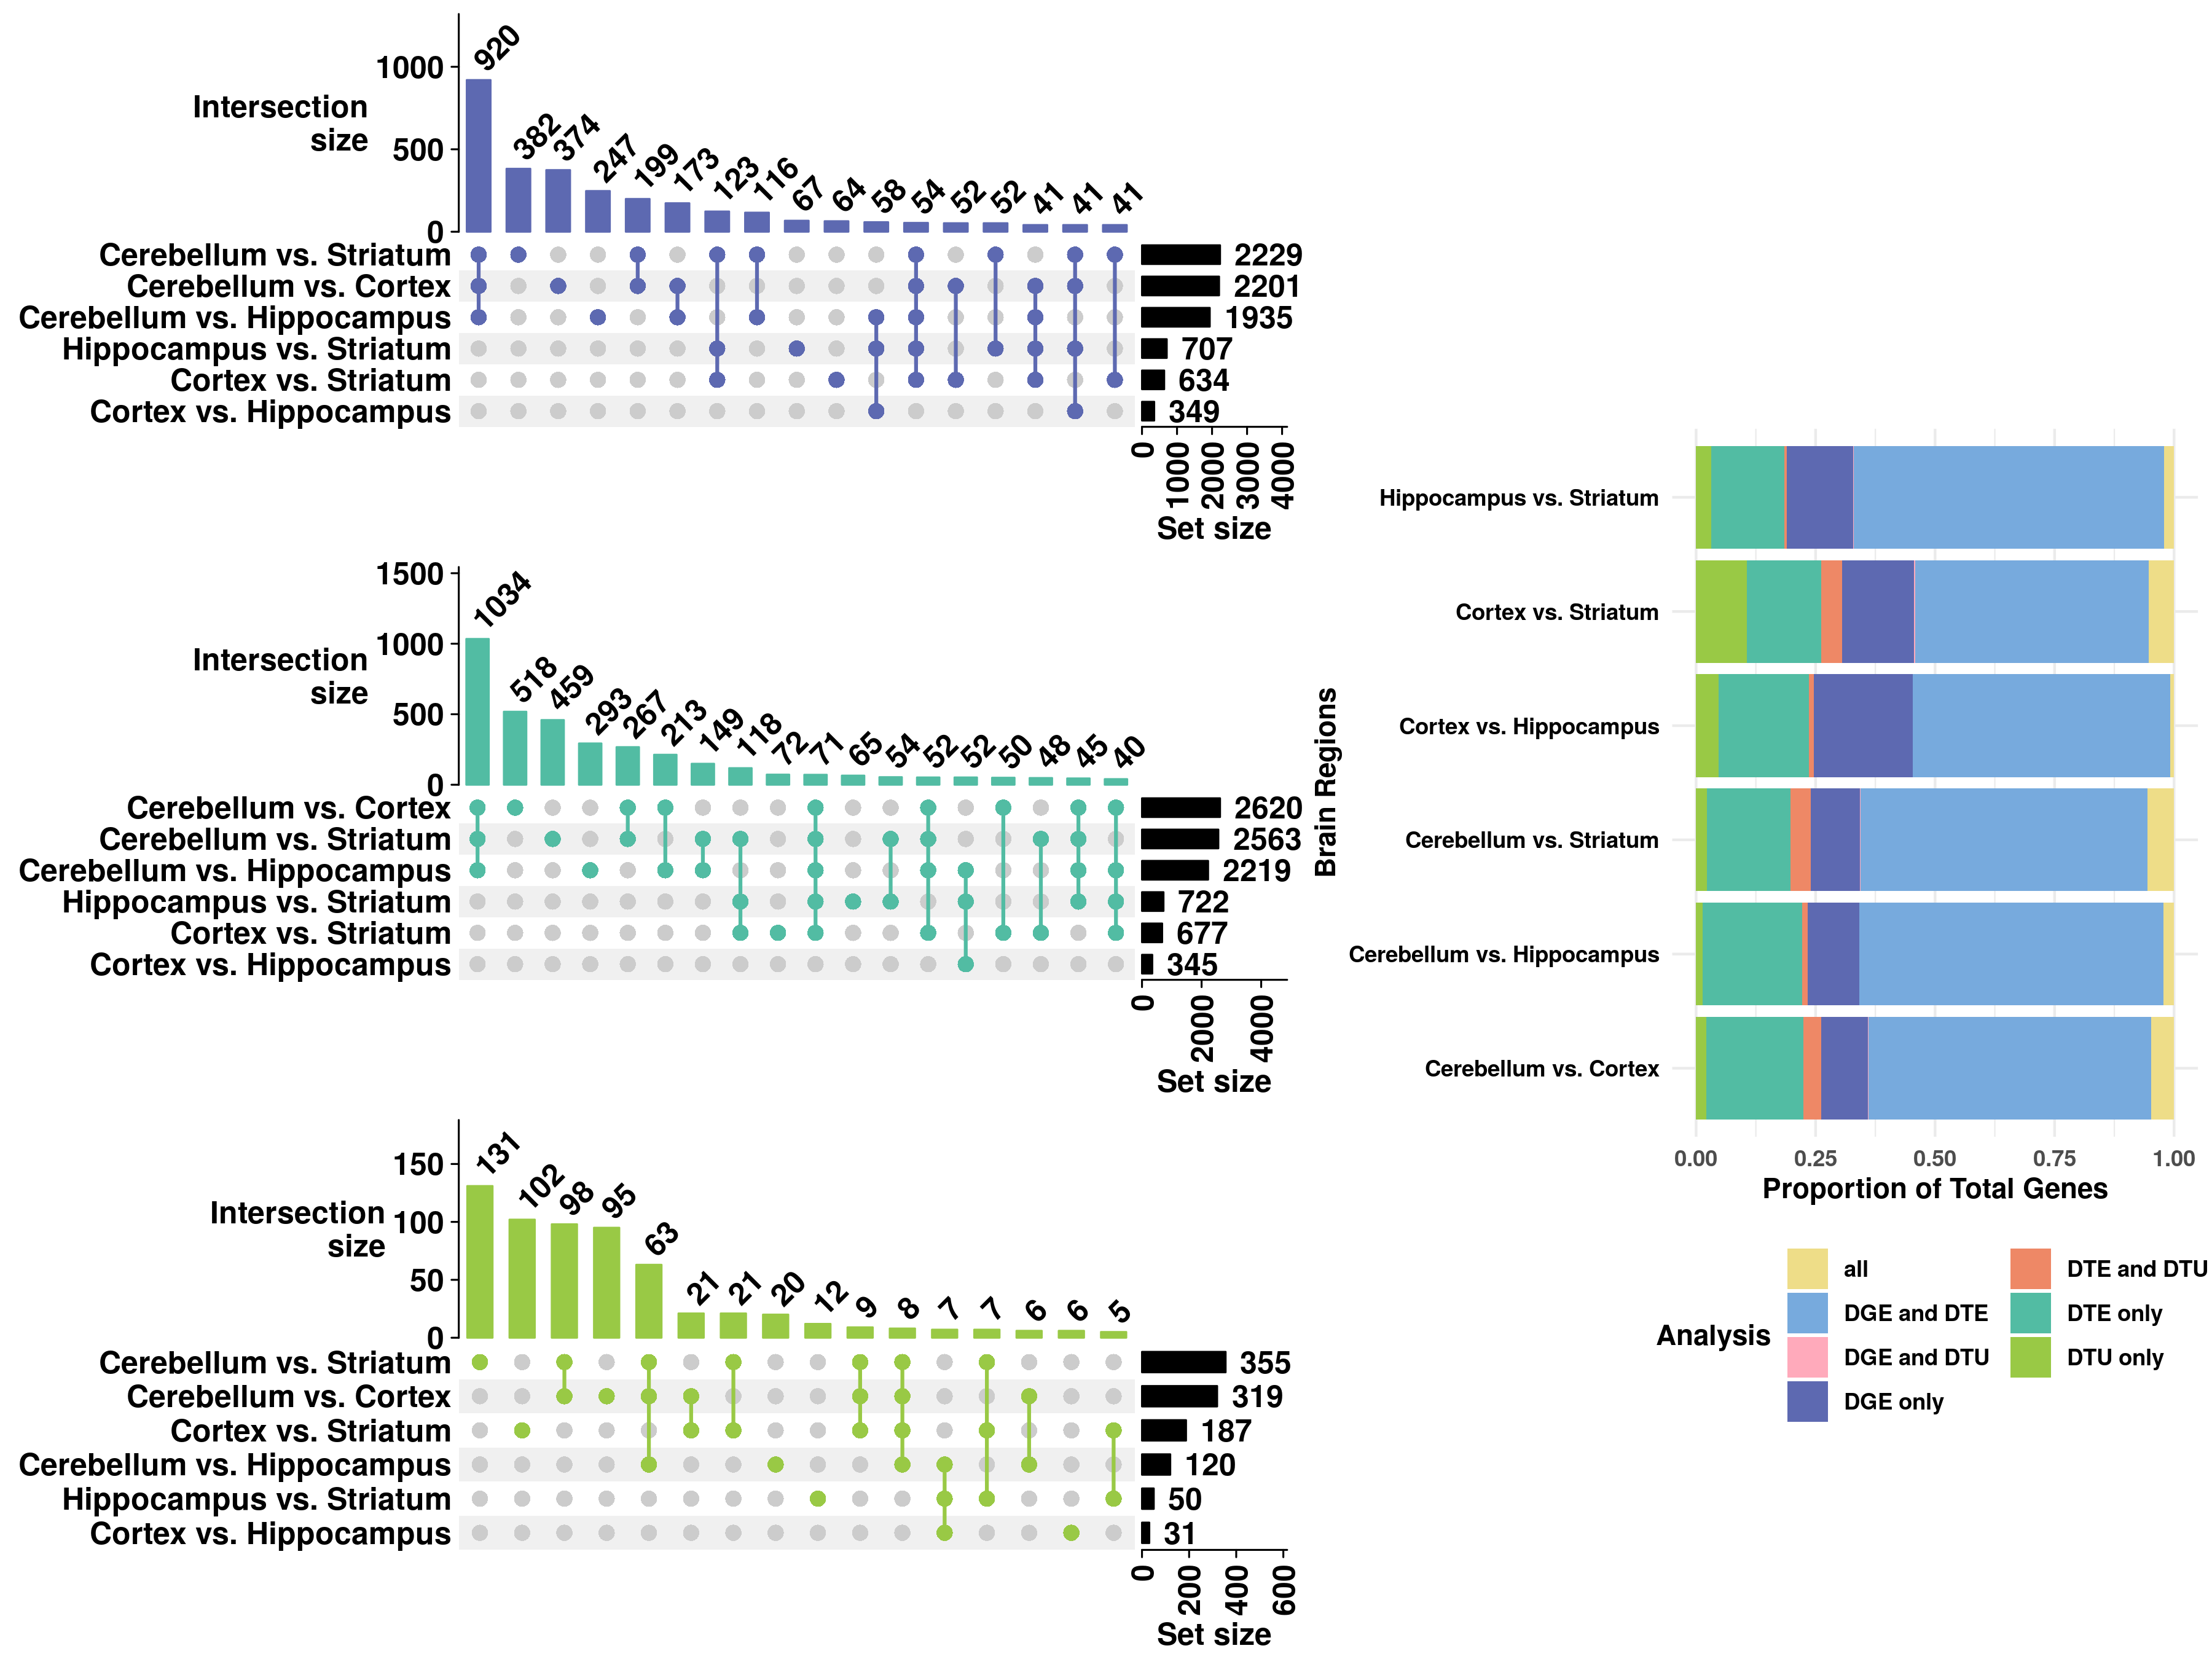 920
382
374
247
199
173
123
116
67
64
58
54
52
52
41
41
41
1000
500
0
Intersection
size
Cerebellum vs. Striatum
Cerebellum vs. Cortex
Cerebellum vs. Hippocampus
Hippocampus vs. Striatum
Cortex vs. Striatum
Cortex vs. Hippocampus
2229
2201
1935
707
634
349
0
1000
2000
3000
4000
Set size
1034
518
459
293
267
213
149
118
72
71
65
54
52
52
50
48
45
40
1500
1000
500
0
Intersection
size
Cerebellum vs. Cortex
Cerebellum vs. Striatum
Cerebellum vs. Hippocampus
Hippocampus vs. Striatum
Cortex vs. Striatum
Cortex vs. Hippocampus
2620
2563
2219
722
677
345
0
2000
4000
Set size
131
102
98
95
63
21
21
20
12
9
8
7
7
6
6
5
150
100
50
0
Intersection
size
Cerebellum vs. Striatum
Cerebellum vs. Cortex
Cortex vs. Striatum
Cerebellum vs. Hippocampus
Hippocampus vs. Striatum
Cortex vs. Hippocampus
355
319
187
120
50
31
0
200
400
600
Set size
Brain Regions
Hippocampus vs. Striatum
Cortex vs. Striatum
Cortex vs. Hippocampus
Cerebellum vs. Striatum
Cerebellum vs. Hippocampus
Cerebellum vs. Cortex
0.00
0.25
0.50
0.75
1.00
Proportion of Total Genes
Analysis
all
DGE and DTE
DGE and DTU
DGE only
DTE and DTU
DTE only
DTU only